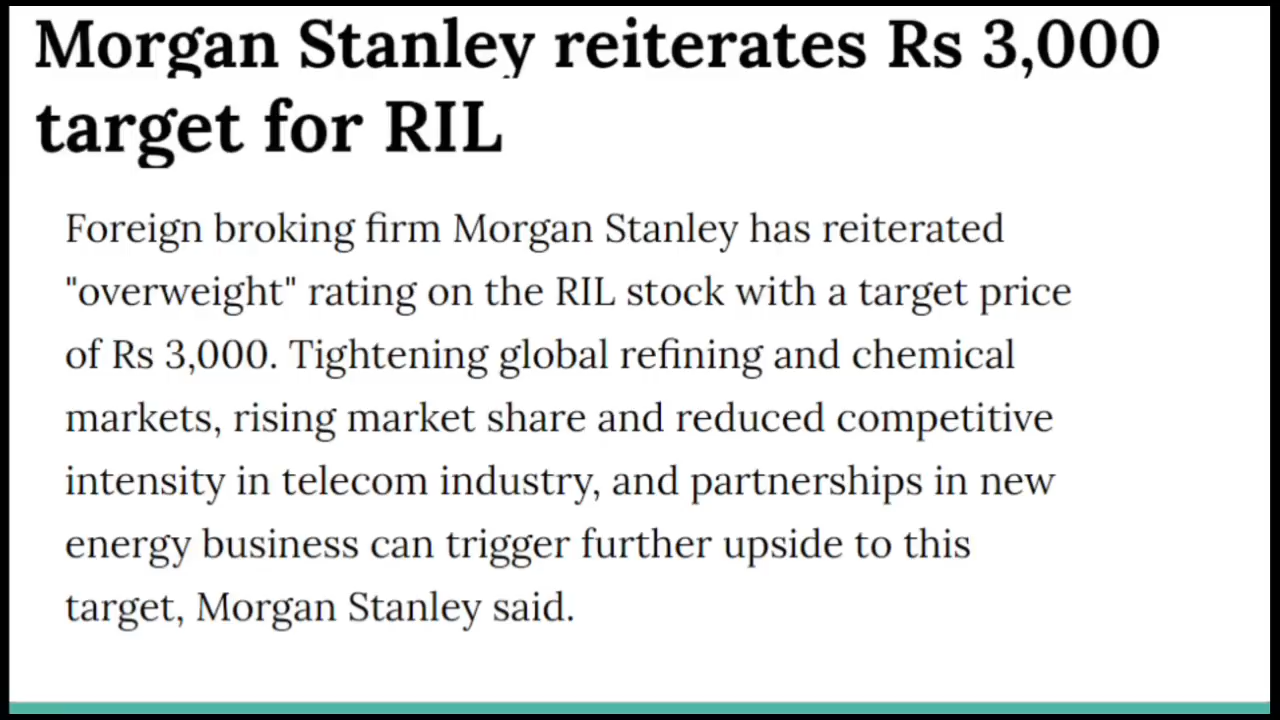 Morgan Stanley reiterates Rs 3,000
target for RIL
Foreign broking firm Morgan Stanley has reiterated
"overweight" rating on the RIL stock with a target price
of Rs 3,000. Tightening global refining and chemical
markets, rising market share and reduced competitive
intensity in telecom industry, and partnerships in new
energy business can trigger further upside to this
target, Morgan Stanley said.